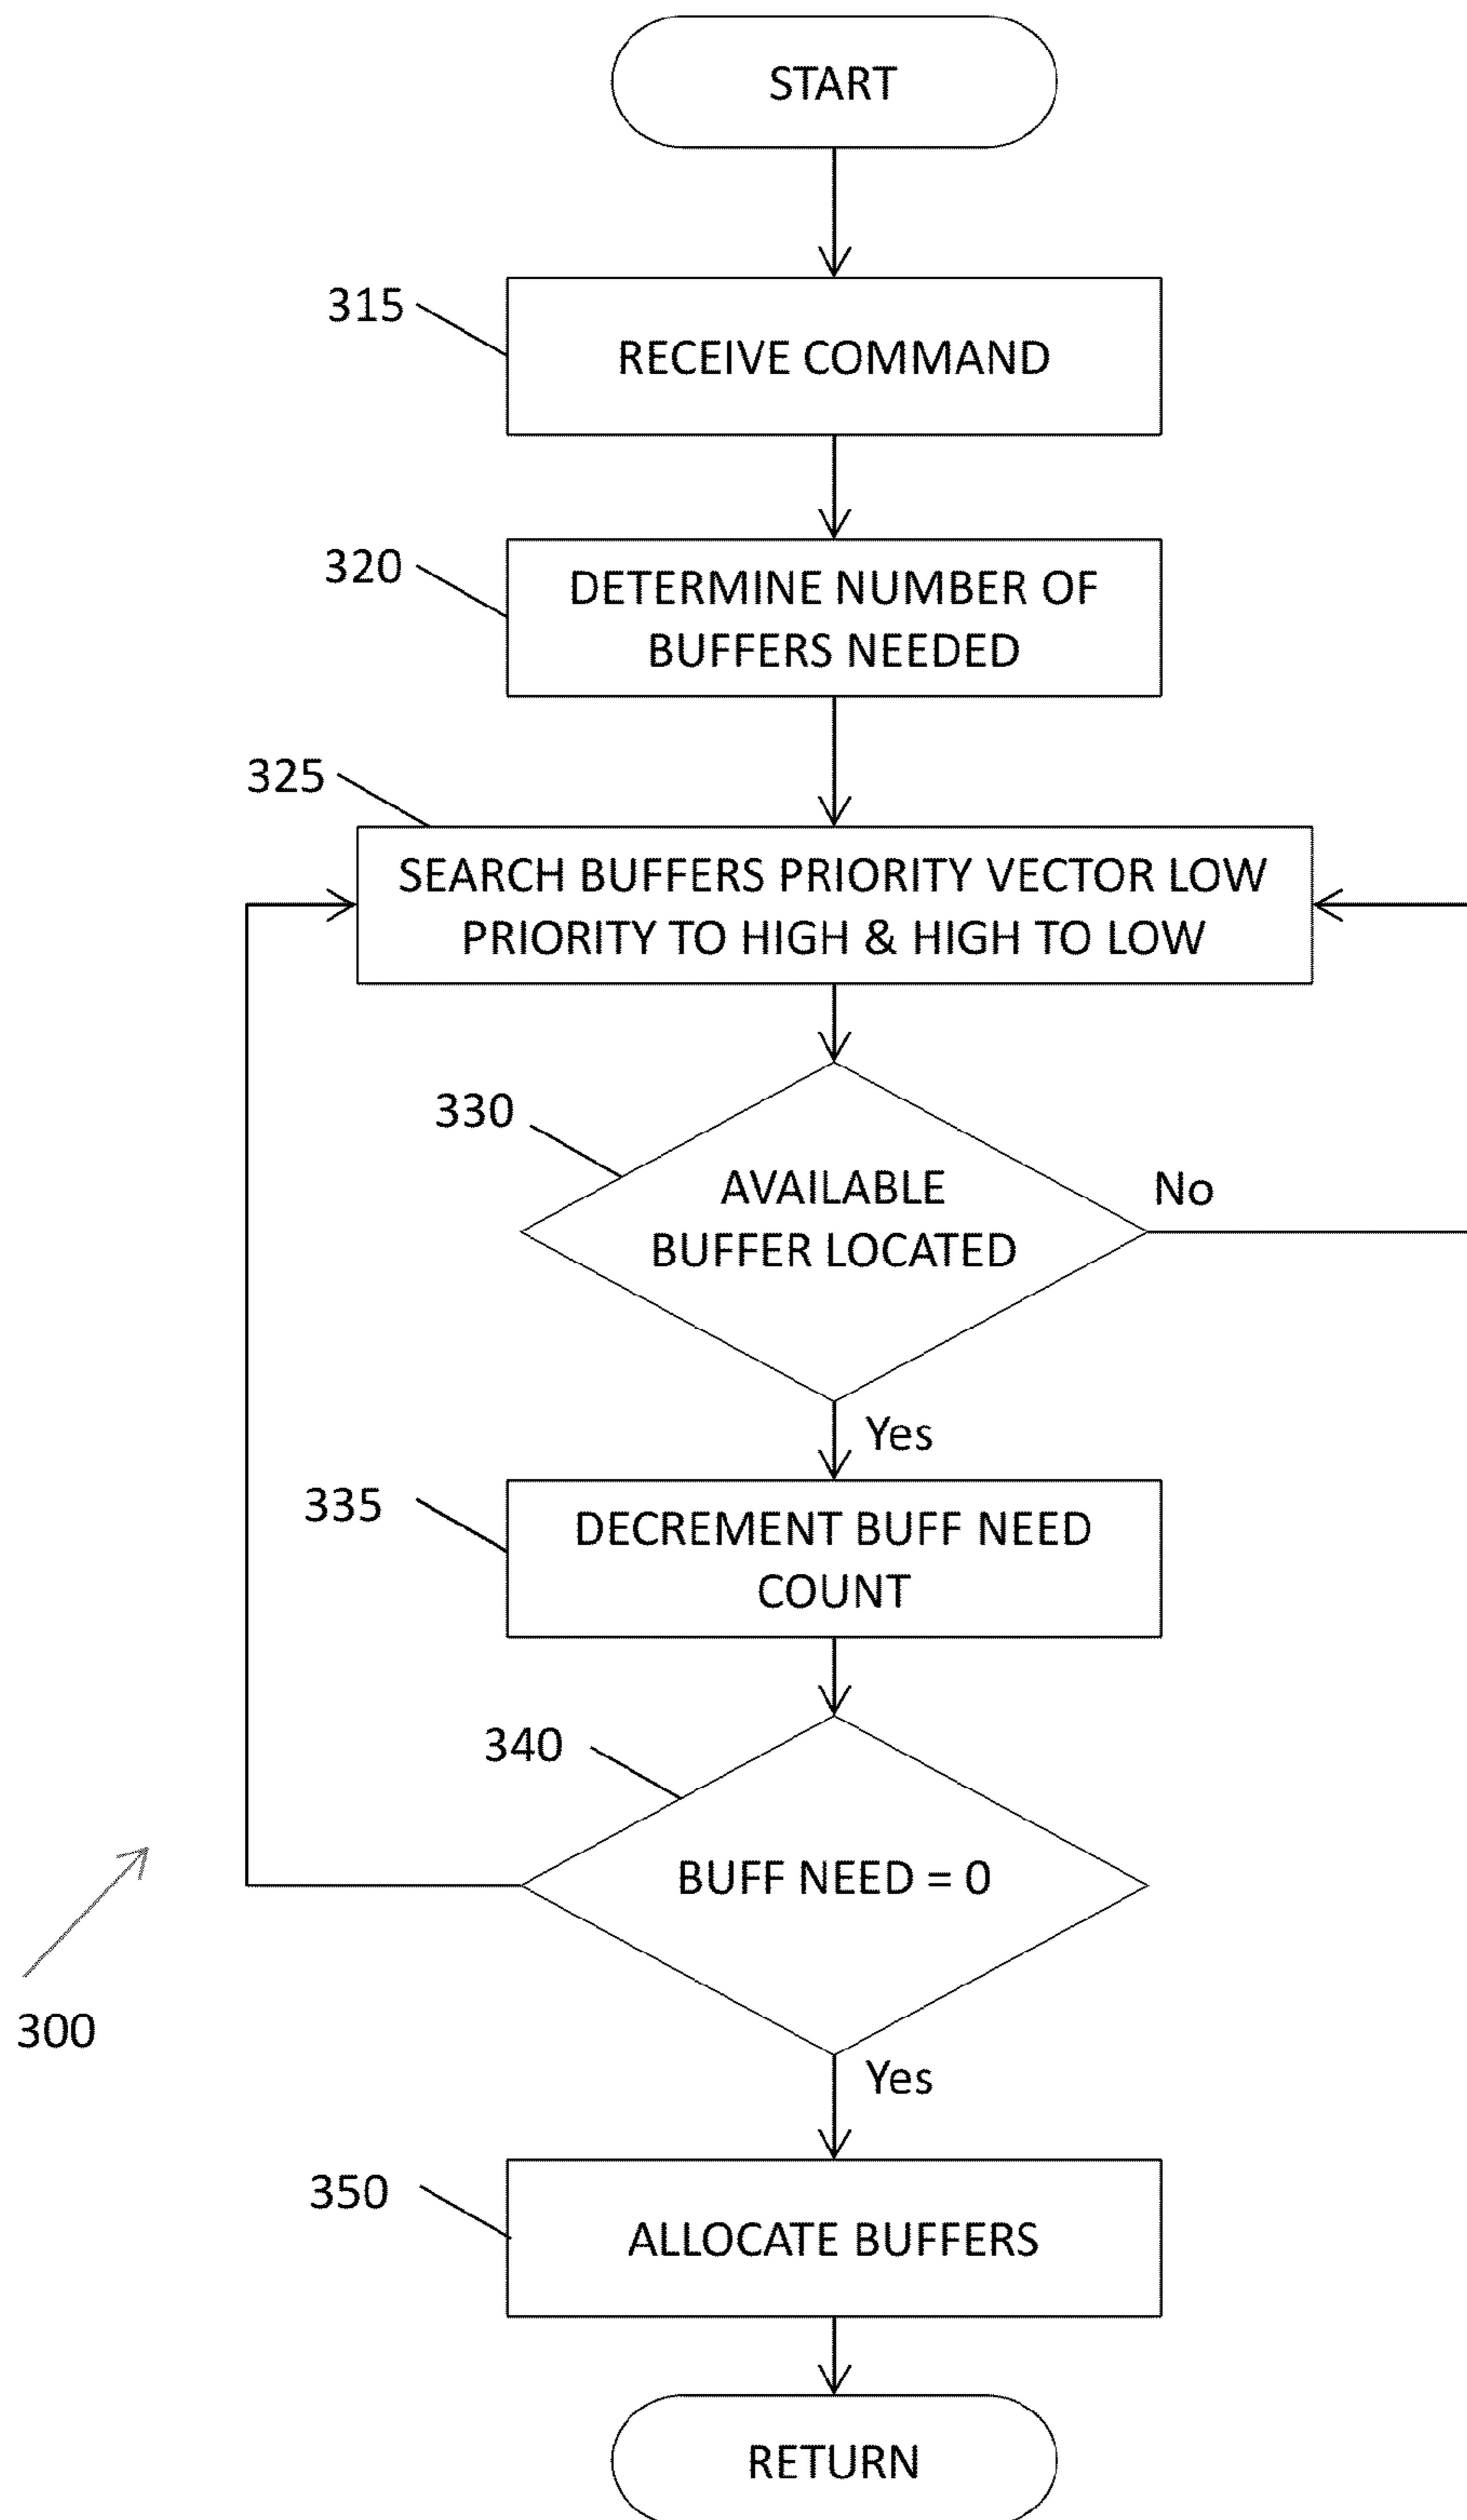 START
315
RECEIVE COMMAND
320
DETERMINE NUMBER OF
BUFFERS NEEDED
325
SEARCH BUFFERS PRIORITY VECTOR LOW
PRIORITY TO HIGH & HIGH TO LOW
330
AVAILABLE
BUFFER LOCATED
No
Yes
335
DECREMENT BUFF NEED
COUNT
340
BUFF NEED = 0
300
Yes
350
ALLOCATE BUFFERS
RETURN